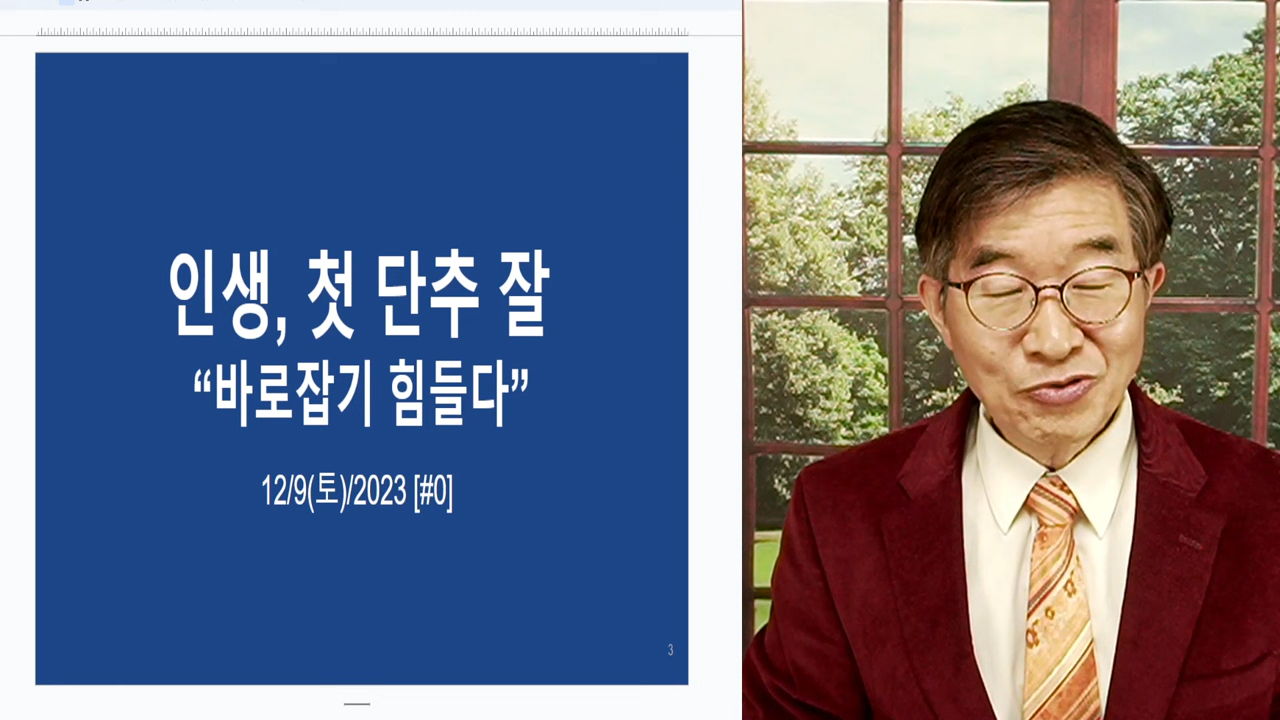 인생, 첫 단추 잘
“바로잡기 힘들다”
12/9(토)/2023 [#0]
3